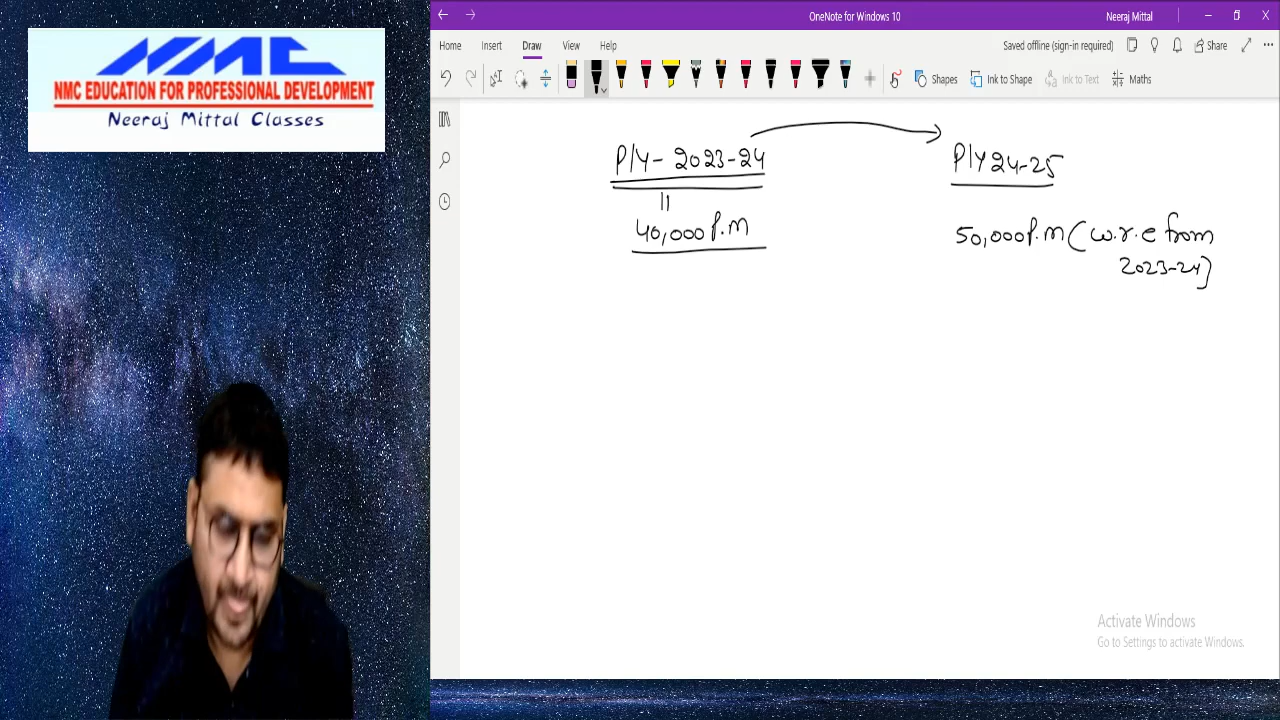 NMC
NMC EDUCATION FOR PROFESSIONAL DEVELOPMENT
Neeraj Mittal Classes
OneNote for Windows 10
Neeraj Mittal
Home Insert Draw View Help
Saved offline (sign-in required)
Share
Shapes
Ink to Shape
Ink to Text
Maths
P/Y- 2023-24
P/Y 24-25
40,000 P.M
50,000 P.M (w.r.e from
2023-24)
Activate Windows
Go to Settings to activate Windows.